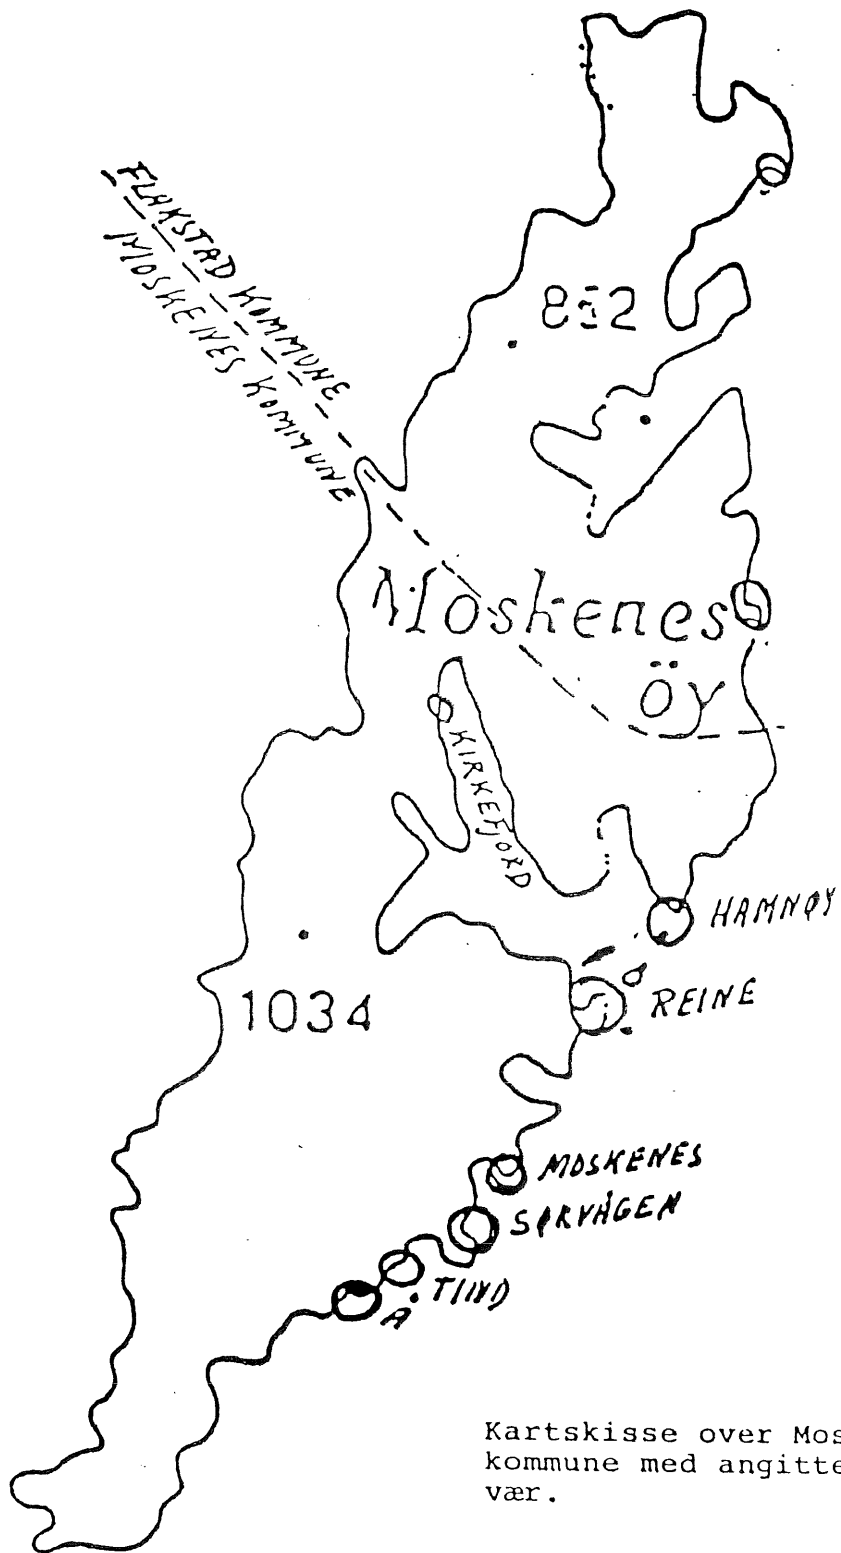 FLAKSTAD KOMMUNE
MOSKENES KOMMUNE
852
Moskenes
ÖY
KIRKEFJORD
HAMNØY
REINE
1034
MOSKENES
SØRVÅGEN
TIND
Å
Kartskisse over Mos
kommune med angitte
vær.